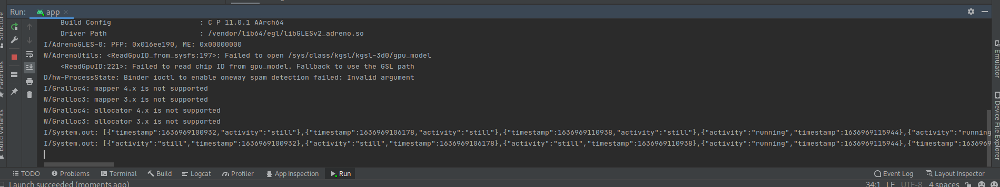 Run: app
Build Config : C P 11.0.1 AArch64
Driver Path : /vendor/lib64/egl/libGLESv2_adreno.so
I/AdrenoGLES-0: PFP: 0x016ee190, ME: 0x00000000
W/AdrenoUtils: <ReadGpuID_from_sysfs:197>: Failed to open /sys/class/kgsl/kgsl-3d0/gpu_model
<ReadGpuID:221>: Failed to read chip ID from gpu_model. Fallback to use the GSL path
D/hw-ProcessState: Binder ioctl to enable oneway spam detection failed: Invalid argument
I/Gralloc4: mapper 4.x is not supported
W/Gralloc3: mapper 3.x is not supported
W/Gralloc4: allocator 4.x is not supported
W/Gralloc3: allocator 3.x is not supported
I/System.out: [{"timestamp":1636969100932,"activity":"still"},{"timestamp":1636969106178,"activity":"still"},{"timestamp":1636969110938,"activity":"still"},{"activity":"running","timestamp":1636969115944},{"activity":"running
I/System.out: [{"activity":"still","timestamp":1636969100932},{"activity":"still","timestamp":1636969106178},{"activity":"still","timestamp":1636969110938},{"activity":"running","timestamp":1636969115944},{"timestamp":1636969
Structure
Favorites
Build Variants
Emulator
Device File Explorer
TODO Problems Terminal Build Logcat Profiler App Inspection Run Event Log Layout Inspector
Launch succeeded (moments ago) 34:1 LF UTF-8 4 spaces